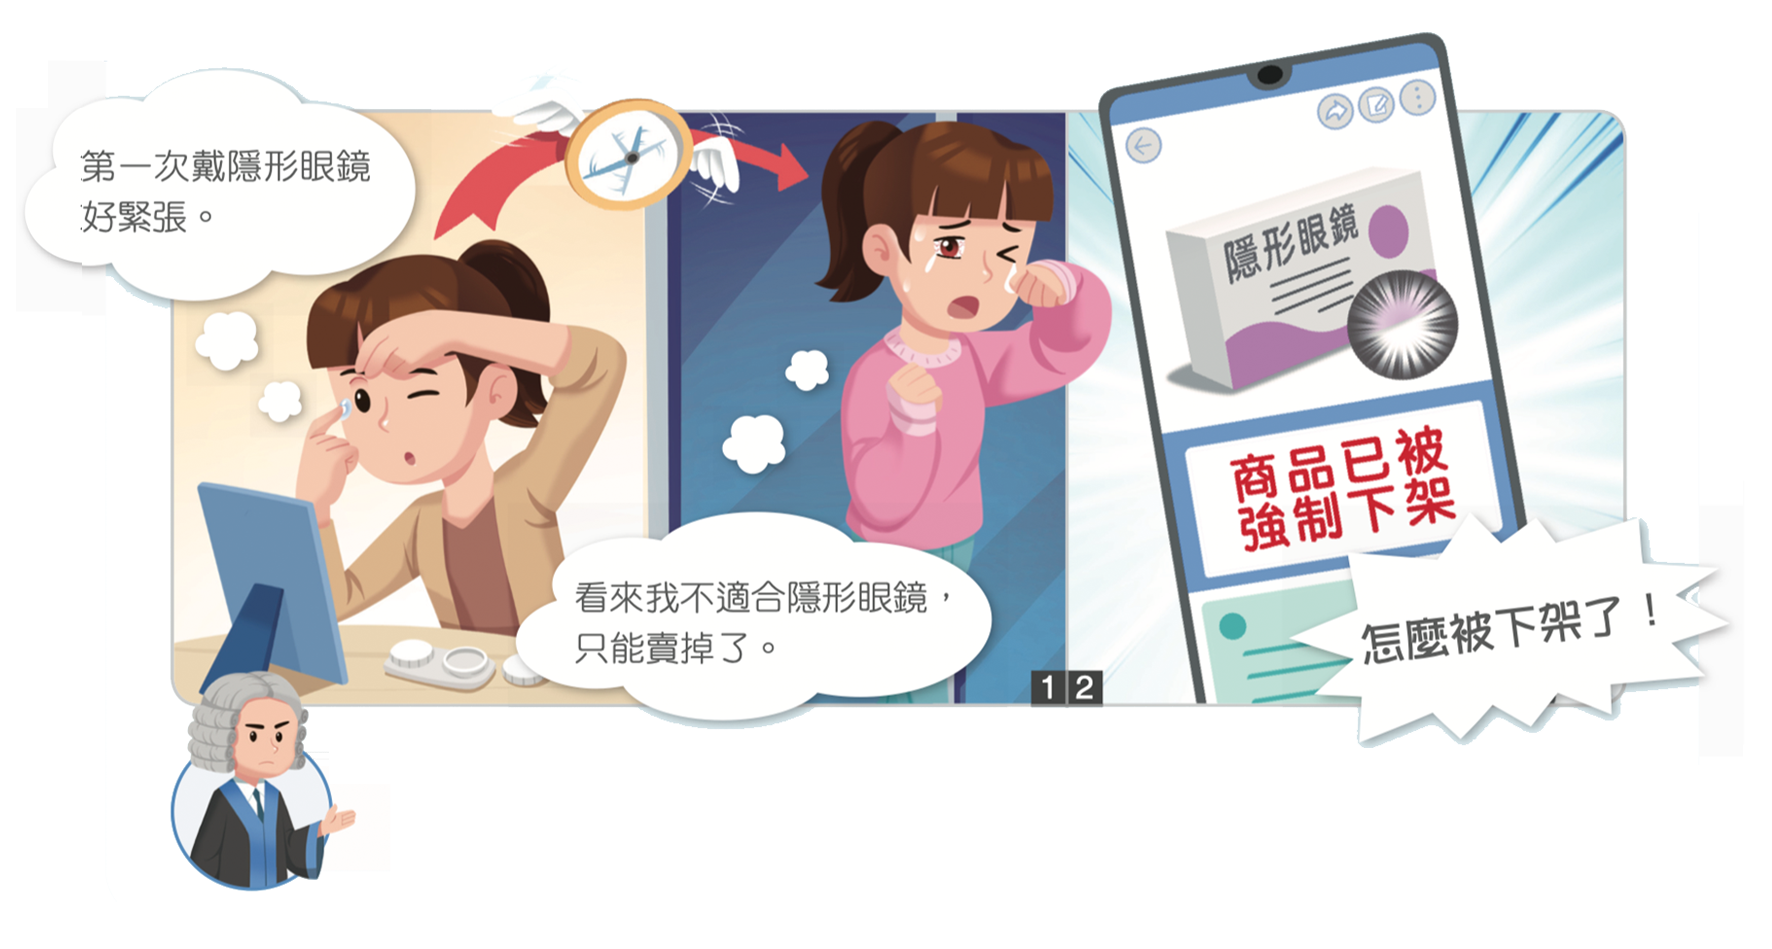 第一次戴隱形眼鏡
好緊張。
看來我不適合隱形眼鏡，
只能賣掉了。
1 2
隱形眼鏡
商品已被
強制下架
怎麼被下架了！